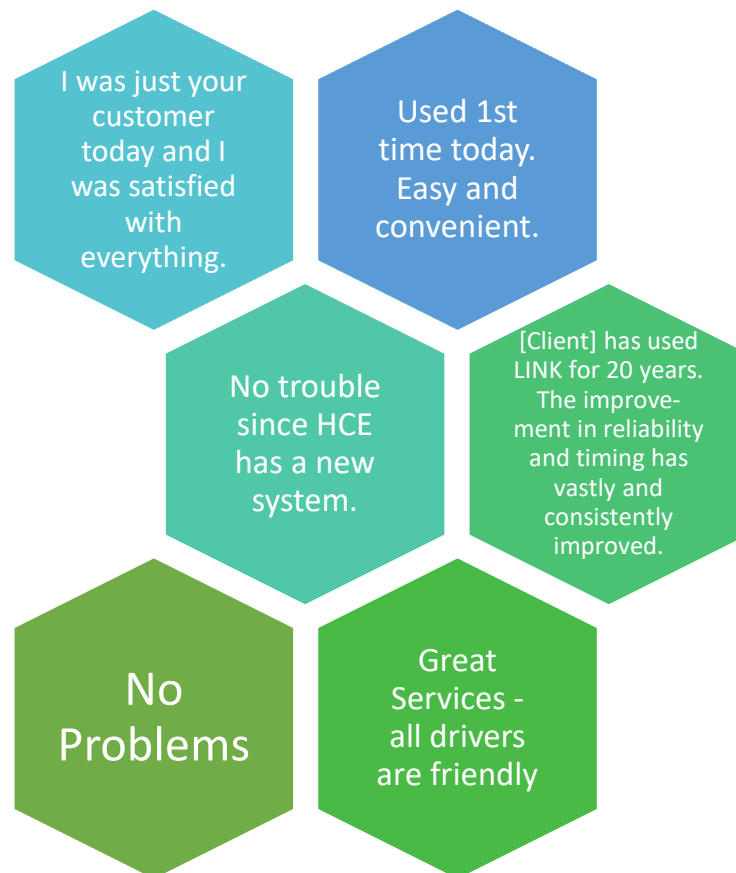 I was just your
customer
today and I
was satisfied
with
everything.
Used 1st
time today.
Easy and
convenient.
No trouble
since HCE
has a new
system.
[Client] has used
LINK for 20 years.
The improve-
ment in reliability
and timing has
vastly and
consistently
improved.
No
Problems
Great
Services -
all drivers
are friendly